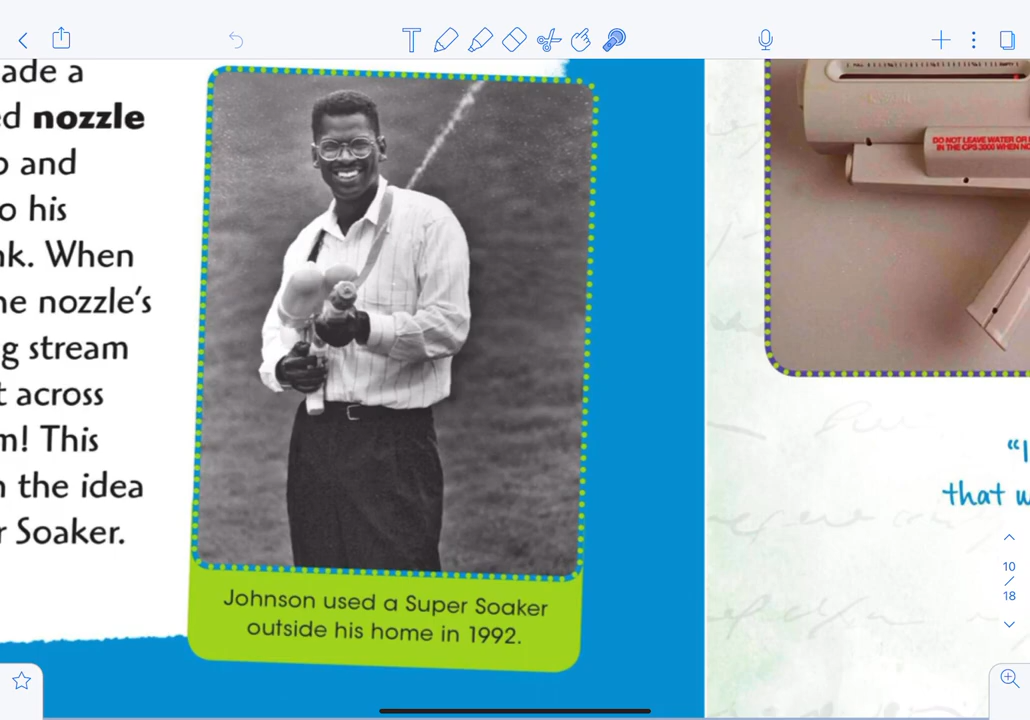 ade a
ed nozzle
p and
o his
nk. When
ne nozzle's
g stream
t across
m! This
n the idea
r Soaker.
Johnson used a Super Soaker
outside his home in 1992.
DO NOT LEAVE WATER OR
IN THE CPS 3000 WHEN NO
"I
that w
10
/
18